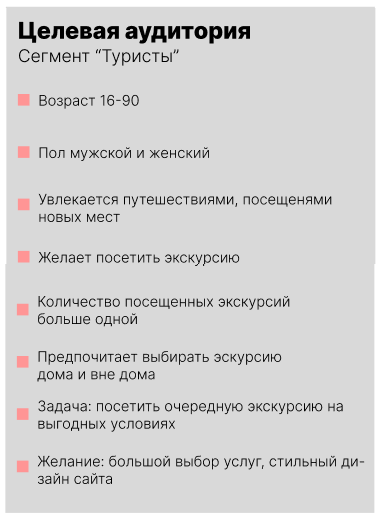 Целевая аудитория
Сегмент “Туристы”
Возраст 16-90
Пол мужской и женский
Увлекается путешествиями, посещенями
новых мест
Желает посетить экскурсию
Количество посещенных экскурсий
больше одной
Предпочитает выбирать эскурсию
дома и вне дома
Задача: посетить очередную экскурсию на
выгодных условиях
Желание: большой выбор услуг, стильный ди-
зайн сайта